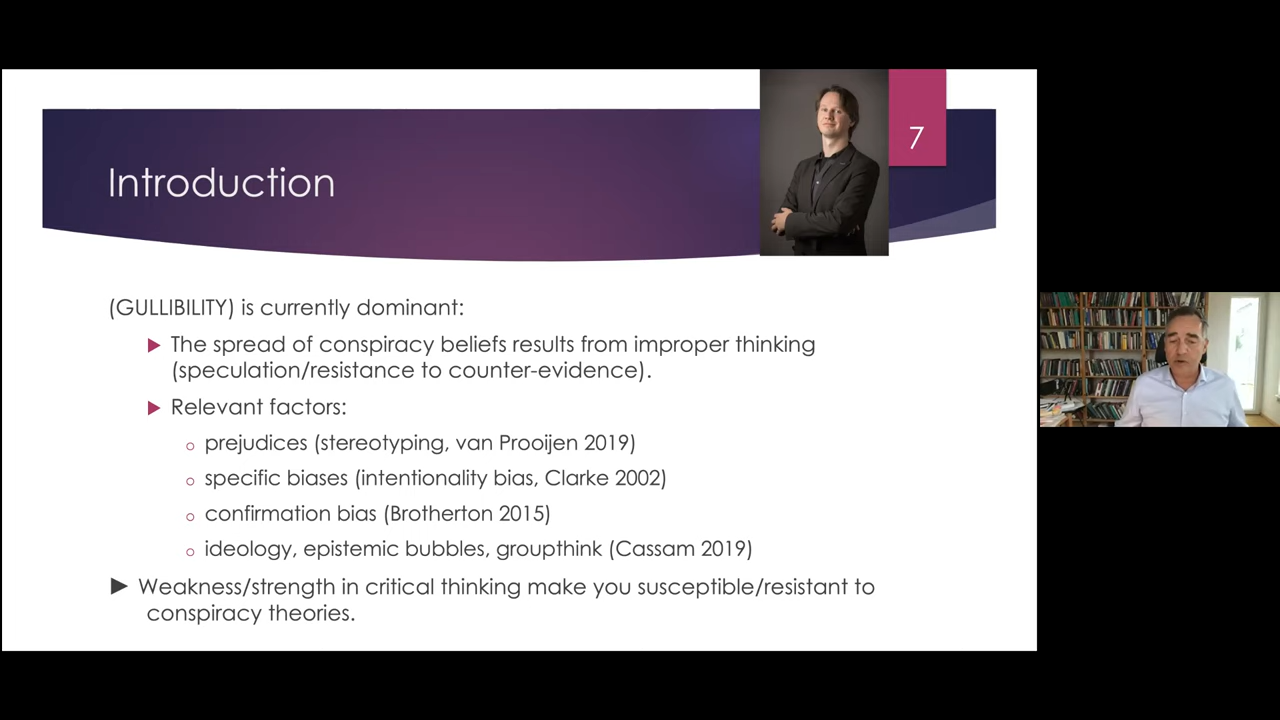 7
Introduction
(GULLIBILITY) is currently dominant:
The spread of conspiracy beliefs results from improper thinking
(speculation/resistance to counter-evidence).
Relevant factors:
prejudices (stereotyping, van Prooijen 2019)
specific biases (intentionality bias, Clarke 2002)
confirmation bias (Brotherton 2015)
ideology, epistemic bubbles, groupthink (Cassam 2019)
Weakness/strength in critical thinking make you susceptible/resistant to
conspiracy theories.